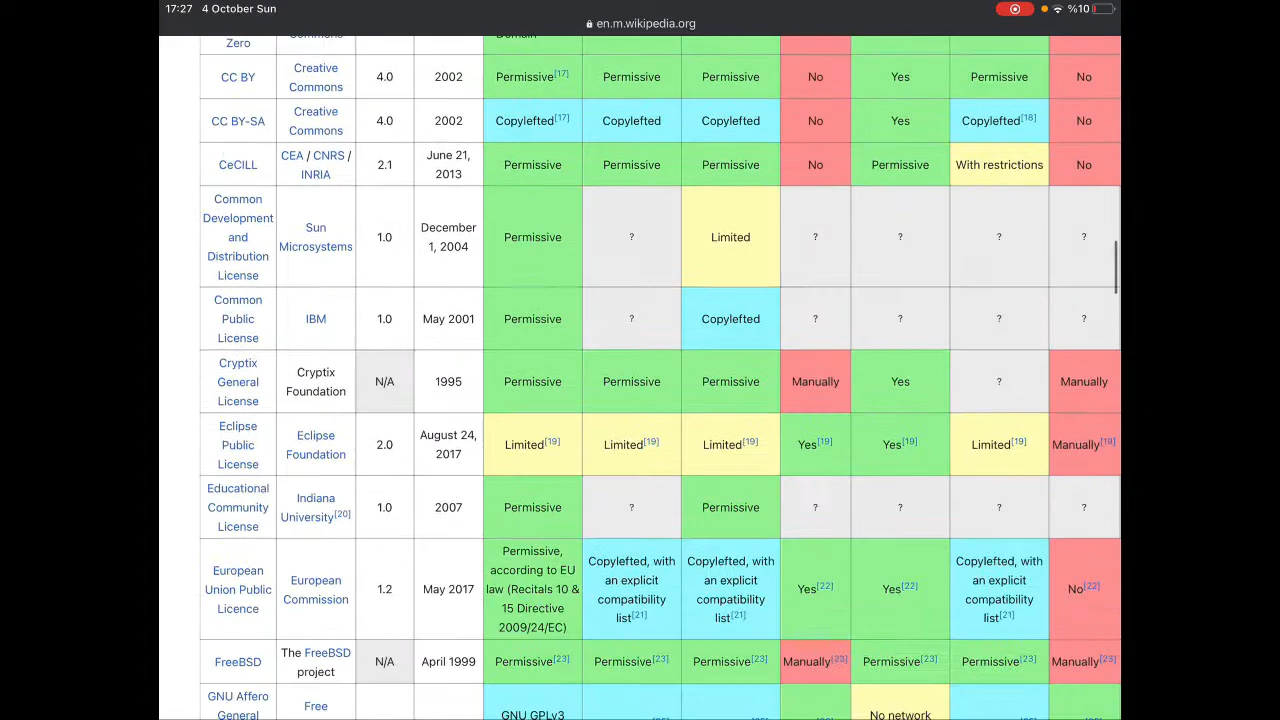 17:27 4 October Sun %10
en.m.wikipedia.org
Zero
CC BY Creative Commons 4.0 2002 Permissive[17] Permissive Permissive No Yes Permissive No
CC BY-SA Creative Commons 4.0 2002 Copylefted[17] Copylefted Copylefted No Yes Copylefted[18] No
CeCILL CEA / CNRS / INRIA 2.1 June 21, 2013 Permissive Permissive Permissive No Permissive With restrictions No
Common Development and Distribution License Sun Microsystems 1.0 December 1, 2004 Permissive ? Limited ? ? ? ?
Common Public License IBM 1.0 May 2001 Permissive ? Copylefted ? ? ? ?
Cryptix General License Cryptix Foundation N/A 1995 Permissive Permissive Permissive Manually Yes ? Manually
Eclipse Public License Eclipse Foundation 2.0 August 24, 2017 Limited[19] Limited[19] Limited[19] Yes[19] Yes[19] Limited[19] Manually[19]
Educational Community License Indiana University[20] 1.0 2007 Permissive ? Permissive ? ? ? ?
European Union Public Licence European Commission 1.2 May 2017 Permissive, according to EU law (Recitals 10 & 15 Directive 2009/24/EC) Copylefted, with an explicit compatibility list[21] Copylefted, with an explicit compatibility list[21] Yes[22] Yes[22] Copylefted, with an explicit compatibility list[21] No[22]
FreeBSD The FreeBSD project N/A April 1999 Permissive[23] Permissive[23] Permissive[23] Manually[23] Permissive[23] Permissive[23] Manually[23]
GNU Affero General Free GNU GPLv3 No network